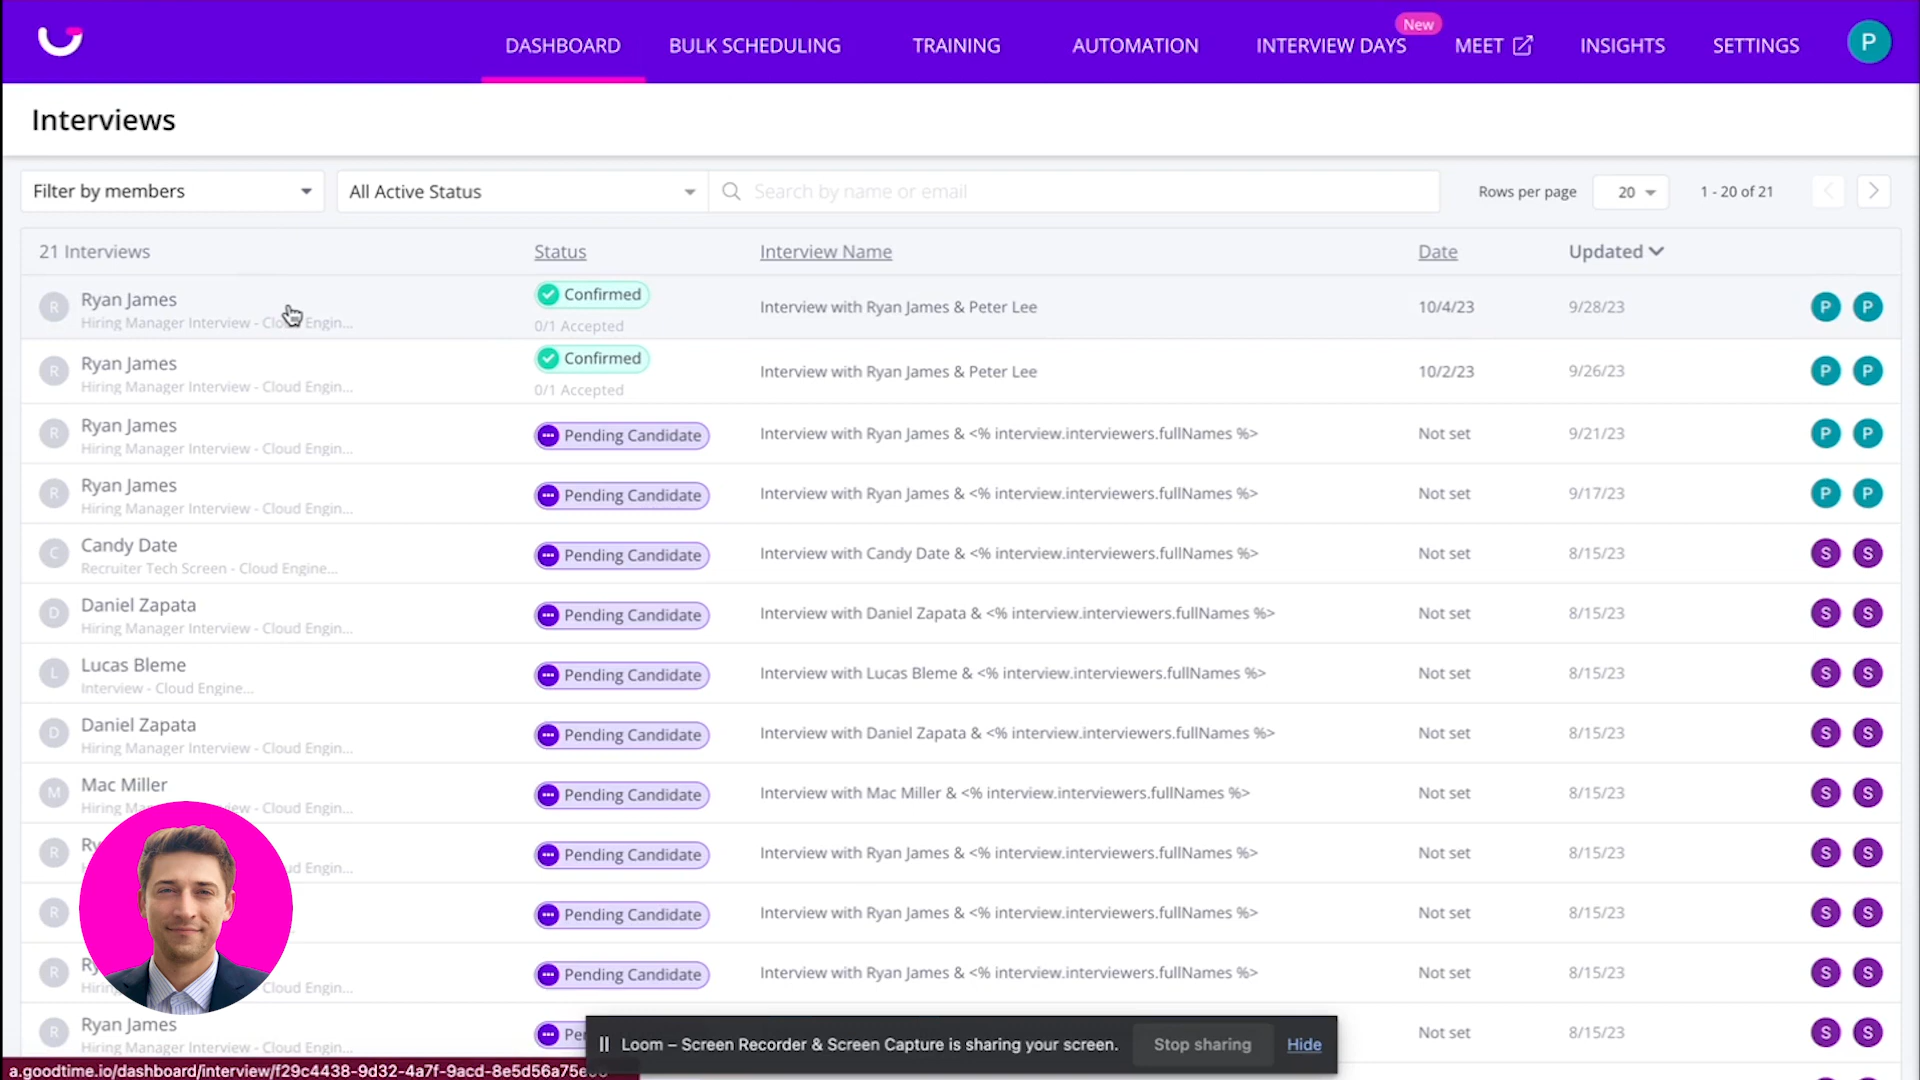 DASHBOARD BULK SCHEDULING TRAINING AUTOMATION INTERVIEW DAYS New MEET INSIGHTS SETTINGS P
Interviews
Filter by members All Active Status Search by name or email Rows per page 20 1 - 20 of 21
21 Interviews Status Interview Name Date Updated
R Ryan James Confirmed Interview with Ryan James & Peter Lee 10/4/23 9/28/23 P P
Hiring Manager Interview - Cloud Engin... 0/1 Accepted
R Ryan James Confirmed Interview with Ryan James & Peter Lee 10/2/23 9/26/23 P P
Hiring Manager Interview - Cloud Engin... 0/1 Accepted
R Ryan James Pending Candidate Interview with Ryan James & <% interview.interviewers.fullNames %> Not set 9/21/23 P P
Hiring Manager Interview - Cloud Engin...
R Ryan James Pending Candidate Interview with Ryan James & <% interview.interviewers.fullNames %> Not set 9/17/23 P P
Hiring Manager Interview - Cloud Engin...
C Candy Date Pending Candidate Interview with Candy Date & <% interview.interviewers.fullNames %> Not set 8/15/23 S S
Recruiter Tech Screen - Cloud Engine...
D Daniel Zapata Pending Candidate Interview with Daniel Zapata & <% interview.interviewers.fullNames %> Not set 8/15/23 S S
Hiring Manager Interview - Cloud Engin...
L Lucas Bleme Pending Candidate Interview with Lucas Bleme & <% interview.interviewers.fullNames %> Not set 8/15/23 S S
Interview - Cloud Engine...
D Daniel Zapata Pending Candidate Interview with Daniel Zapata & <% interview.interviewers.fullNames %> Not set 8/15/23 S S
Hiring Manager Interview - Cloud Engin...
M Mac Miller Pending Candidate Interview with Mac Miller & <% interview.interviewers.fullNames %> Not set 8/15/23 S S
Hiring Cloud Engin...
R Pending Candidate Interview with Ryan James & <% interview.interviewers.fullNames %> Not set 8/15/23 S S
Engin...
R Pending Candidate Interview with Ryan James & <% interview.interviewers.fullNames %> Not set 8/15/23 S S
R Pending Candidate Interview with Ryan James & <% interview.interviewers.fullNames %> Not set 8/15/23 S S
Cloud Engin...
R Ryan James Not set 8/15/23 S S
Hiring Manager Interview - Cloud Engin...
Loom – Screen Recorder & Screen Capture is sharing your screen. Stop sharing Hide
a.goodtime.io/dashboard/interview/f29c4438-9d32-4a7f-9acd-8e5d56a75e